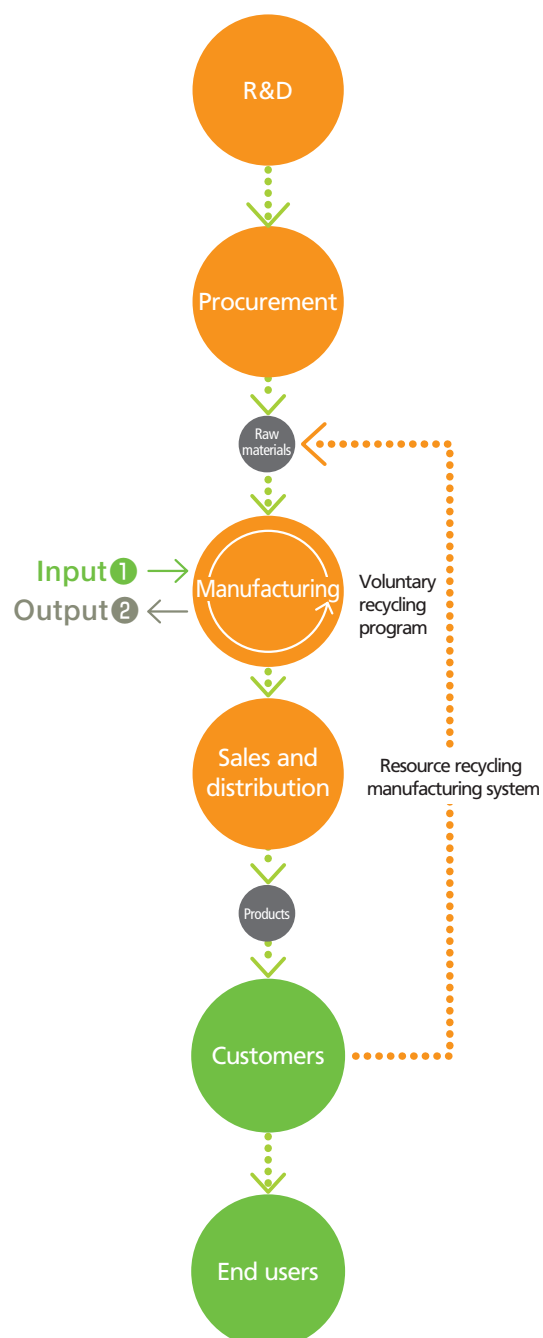 R&D
Procurement
Raw
materials
Input❶
Output❷
Manufacturing
Voluntary
recycling
program
Sales and
distribution
Resource recycling
manufacturing system
Products
Customers
End users